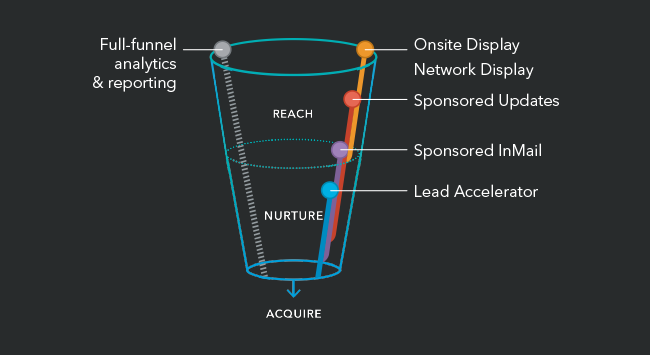 Full-funnel
analytics
& reporting
Onsite Display
Network Display
Sponsored Updates
Sponsored InMail
Lead Accelerator
REACH
NURTURE
ACQUIRE